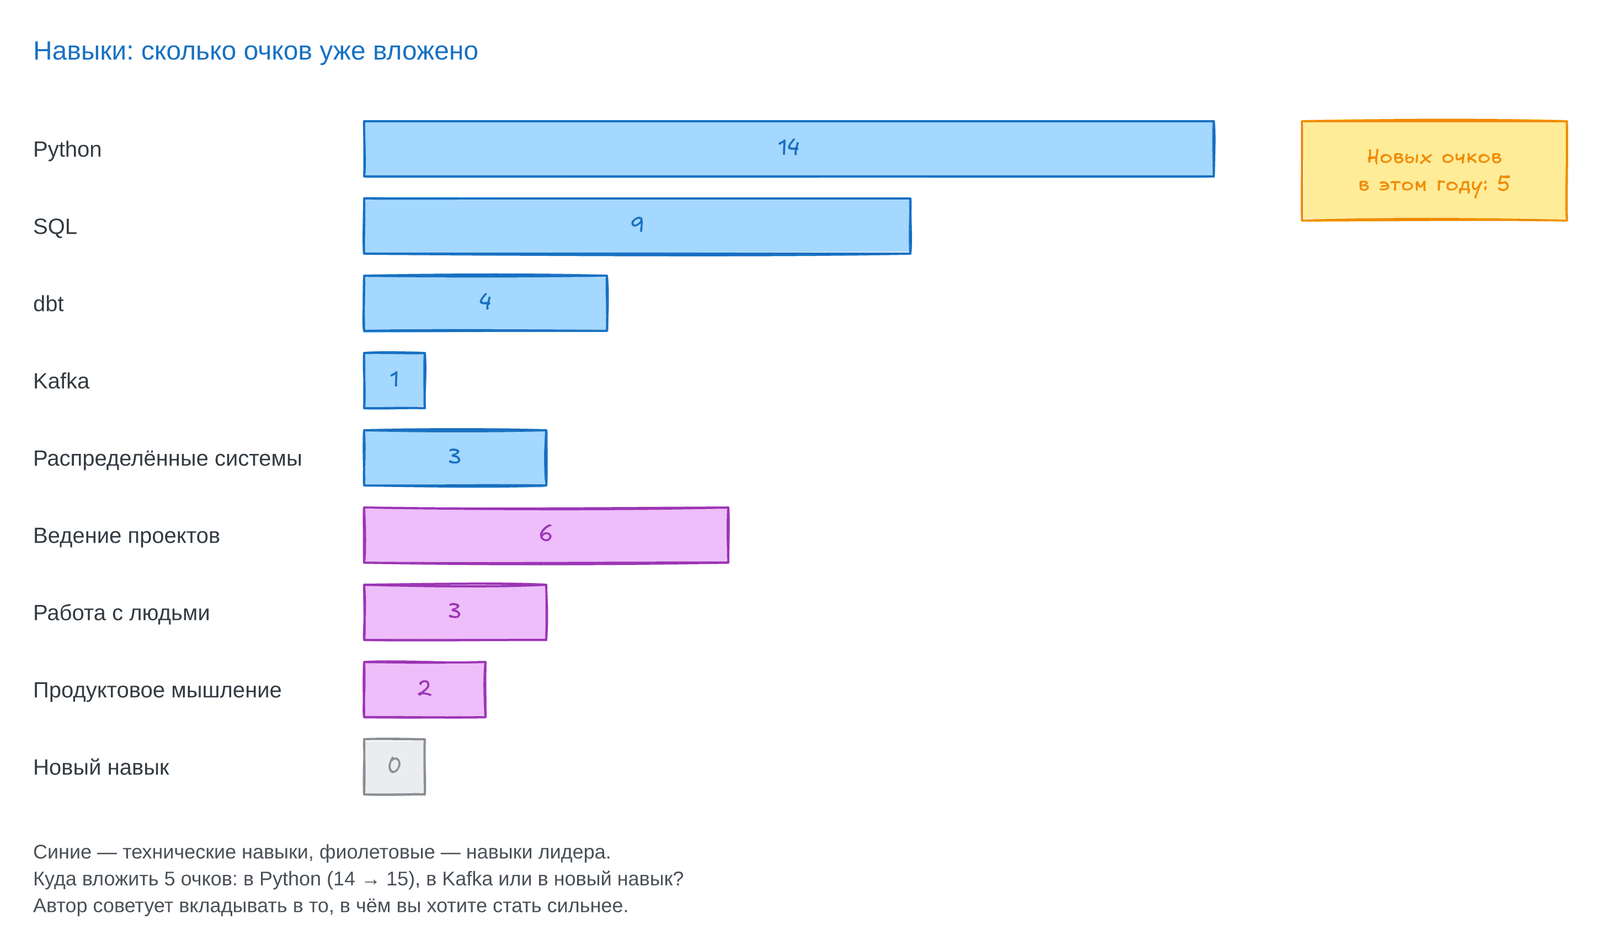 Навыки: сколько очков уже вложено
Python
14
Новых очков
в этом году: 5
SQL
9
dbt
4
Kafka
1
Распределённые системы
3
Ведение проектов
6
Работа с людьми
3
Продуктовое мышление
2
Новый навык
0
Синие — технические навыки, фиолетовые — навыки лидера.
Куда вложить 5 очков: в Python (14 → 15), в Kafka или в новый навык?
Автор советует вкладывать в то, в чём вы хотите стать сильнее.